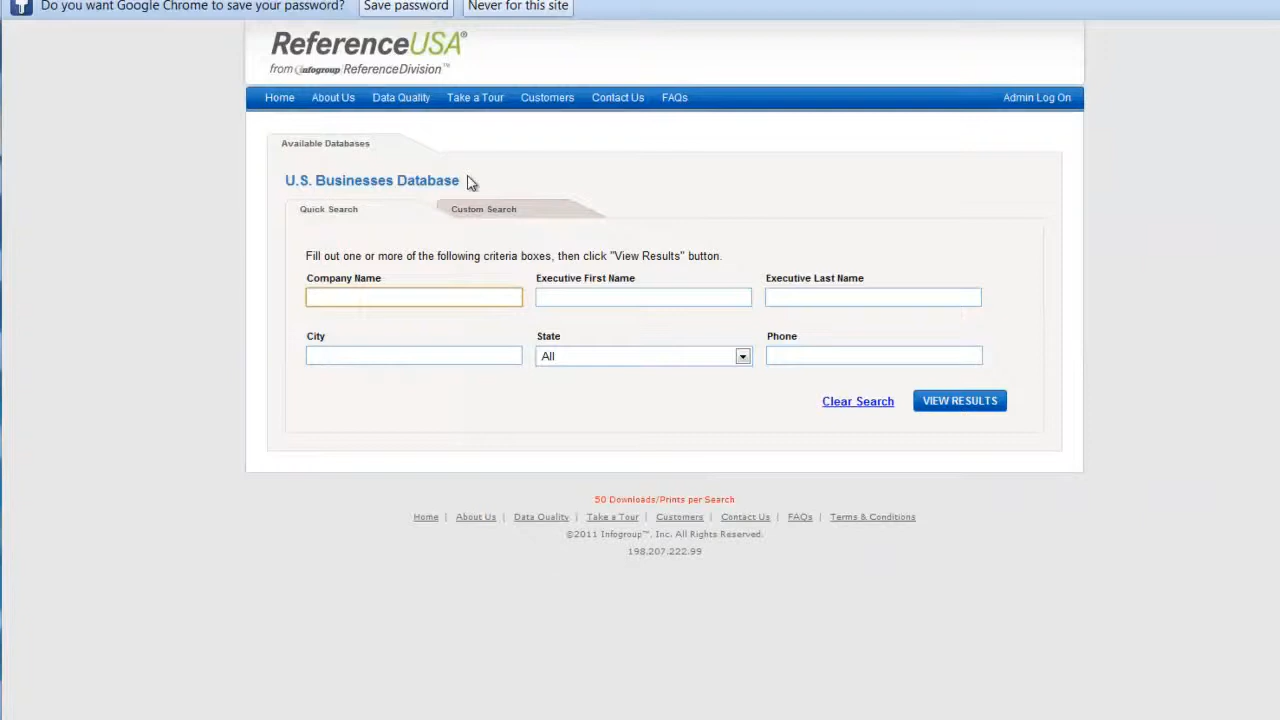 Do you want Google Chrome to save your password? Save password Never for this site
ReferenceUSA®
from infogroup | ReferenceDivision™
Home About Us Data Quality Take a Tour Customers Contact Us FAQs Admin Log On
Available Databases
U.S. Businesses Database
Quick Search Custom Search
Fill out one or more of the following criteria boxes, then click "View Results" button.
Company Name Executive First Name Executive Last Name
City State Phone
All
Clear Search VIEW RESULTS
50 Downloads/Prints per Search
Home | About Us | Data Quality | Take a Tour | Customers | Contact Us | FAQs | Terms & Conditions
©2011 Infogroup™, Inc. All Rights Reserved.
198.207.222.99